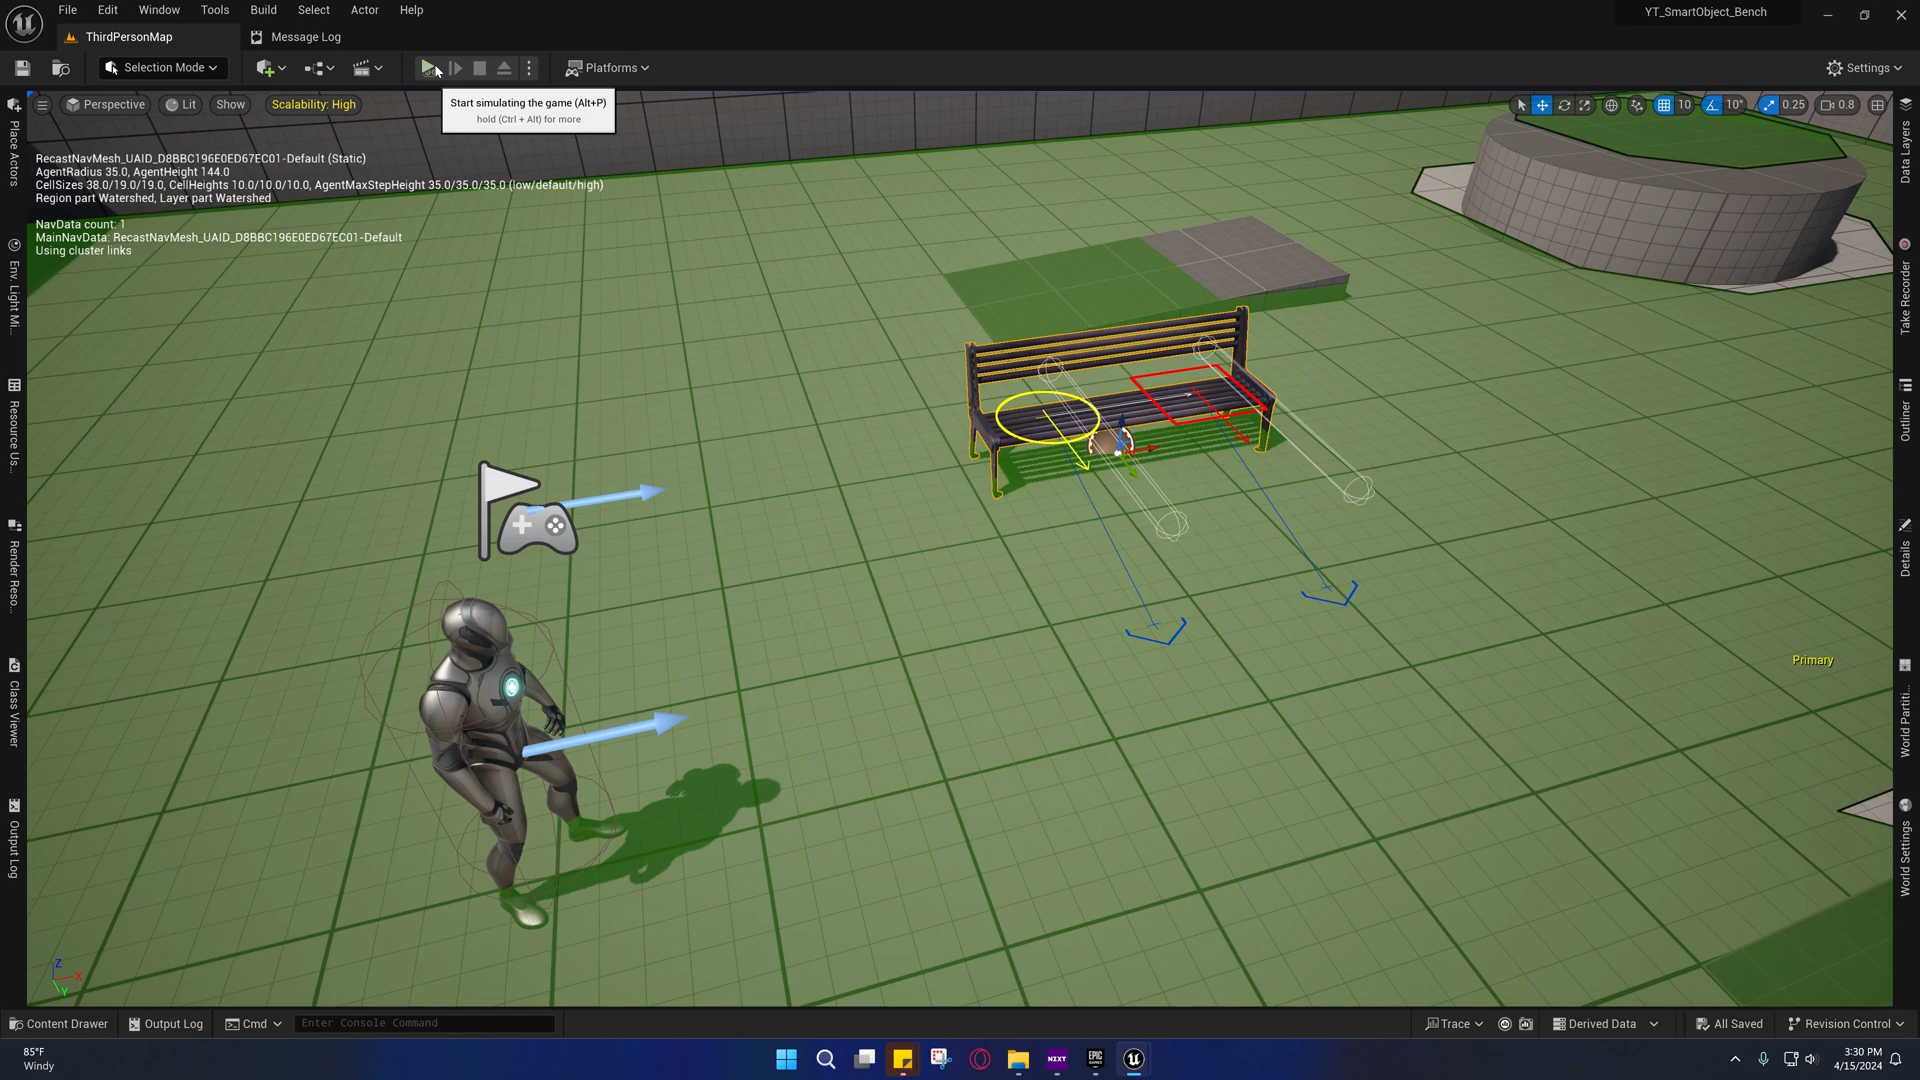 File Edit Window Tools Build Select Actor Help
YT_SmartObject_Bench
ThirdPersonMap
Message Log
Selection Mode
Platforms
Settings
Perspective
Lit
Show
Scalability: High
Start simulating the game (Alt+P)
hold (Ctrl + Alt) for more
10
10°
0.25
0.8
RecastNavMesh_UAID_D8BBC196E0ED67EC01-Default (Static)
AgentRadius 35.0, AgentHeight 144.0
CellSizes 38.0/19.0/19.0, CellHeights 10.0/10.0/10.0, AgentMaxStepHeight 35.0/35.0/35.0 (low/default/high)
Region part Watershed, Layer part Watershed
NavData count: 1
MainNavData: RecastNavMesh_UAID_D8BBC196E0ED67EC01-Default
Using cluster links
Place Actors
Env. Light Mi...
Resource Us...
Render Reso...
Class Viewer
Output Log
Data Layers
Take Recorder
Outliner
Details
World Partiti...
World Settings
Primary
Z
X
Y
Content Drawer
Output Log
Cmd
Enter Console Command
Trace
Derived Data
All Saved
Revision Control
85°F
Windy
NZXT
EPIC
GAMES
3:30 PM
4/15/2024